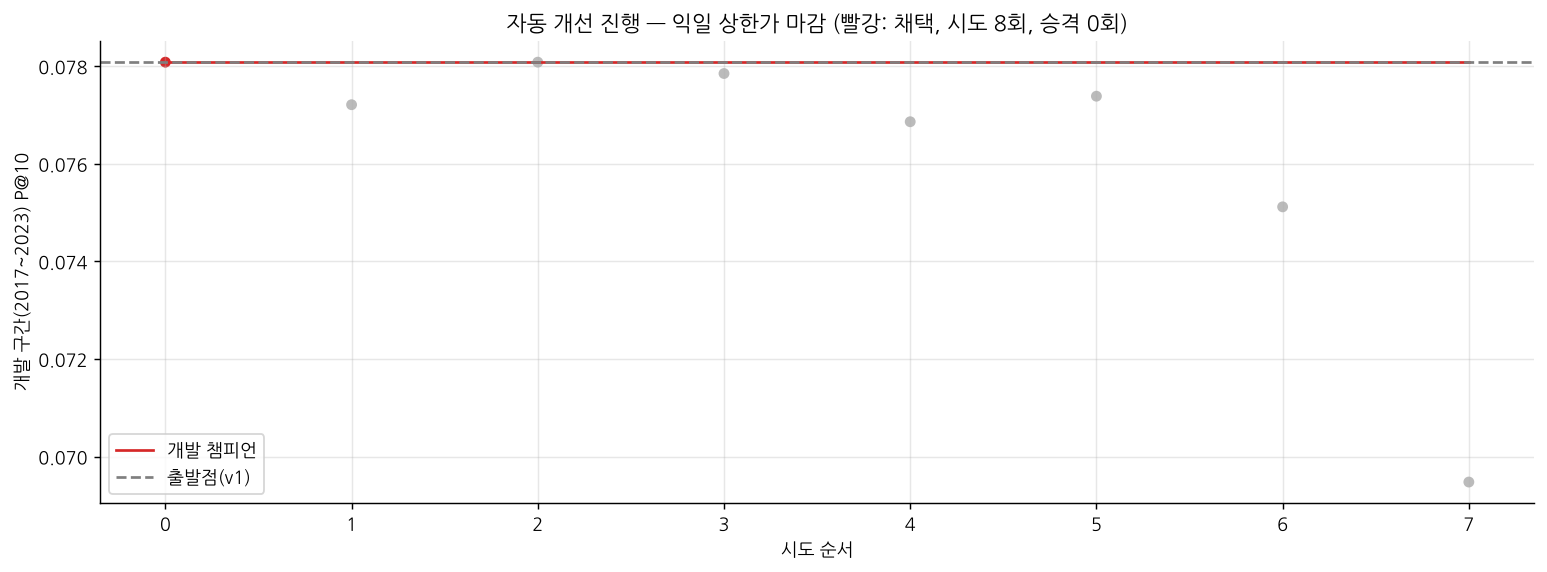 자동 개선 진행 — 익일 상한가 마감 (빨강: 채택, 시도 8회, 승격 0회)
개발 구간(2017~2023) P@10
0.078
0.076
0.074
0.072
0.070
개발 챔피언
출발점(v1)
0 1 2 3 4 5 6 7
시도 순서